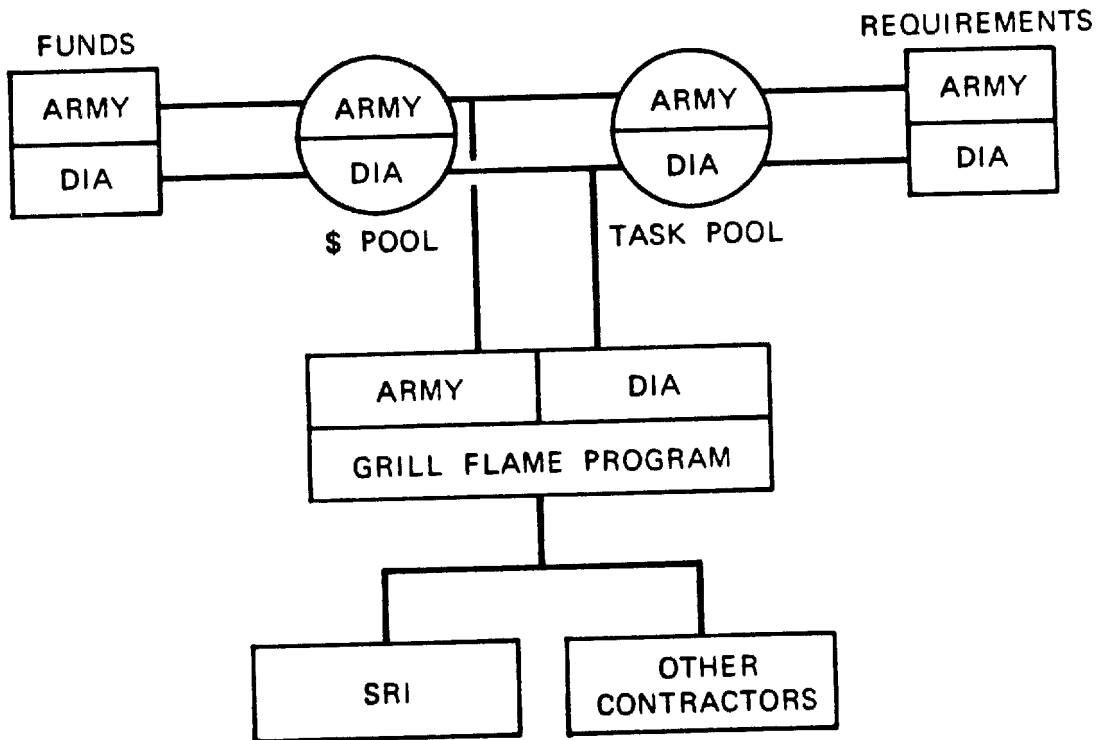 FUNDS
REQUIREMENTS
ARMY
DIA
ARMY
DIA
$ POOL
ARMY
DIA
TASK POOL
ARMY
DIA
ARMY
DIA
GRILL FLAME PROGRAM
SRI
OTHER
CONTRACTORS